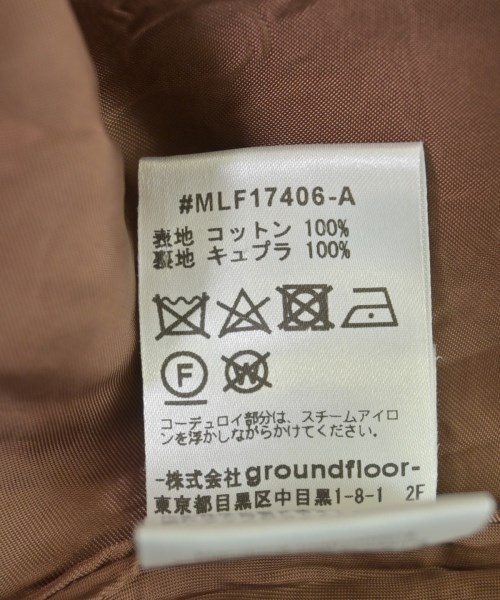 #MLF17406-A
表地 コットン 100%
裏地 キュプラ 100%
F W
コーデュロイ部分は、スチームアイロ
ンを浮かしながらかけてください。
-株式会社groundfloor-
東京都目黒区中目黒1-8-1 2F